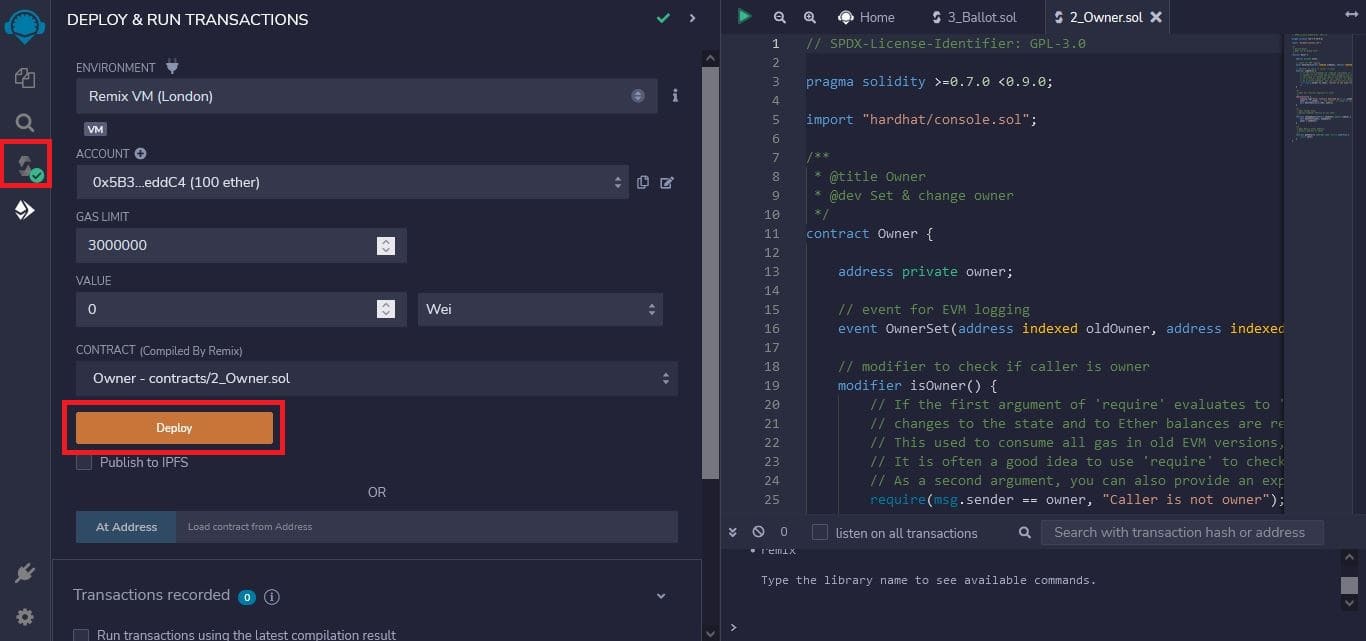 DEPLOY & RUN TRANSACTIONS
ENVIRONMENT
Remix VM (London)
VM
ACCOUNT
0x5B3...eddC4 (100 ether)
GAS LIMIT
3000000
VALUE
0
Wei
CONTRACT (Compiled By Remix)
Owner - contracts/2_Owner.sol
Deploy
Publish to IPFS
OR
At Address
Load contract from Address
Transactions recorded 0
Run transactions using the latest compilation result
Home
3_Ballot.sol
2_Owner.sol
1 // SPDX-License-Identifier: GPL-3.0
2
3 pragma solidity >=0.7.0 <0.9.0;
4
5 import "hardhat/console.sol";
6
7 /**
8 * @title Owner
9 * @dev Set & change owner
10 */
11 contract Owner {
12
13 address private owner;
14
15 // event for EVM logging
16 event OwnerSet(address indexed oldOwner, address indexed
17
18 // modifier to check if caller is owner
19 modifier isOwner() {
20 // If the first argument of 'require' evaluates to '
21 // changes to the state and to Ether balances are re
22 // This used to consume all gas in old EVM versions,
23 // It is often a good idea to use 'require' to check
24 // As a second argument, you can also provide an exp
25 require(msg.sender == owner, "Caller is not owner");
0
listen on all transactions
Search with transaction hash or address
• remix
Type the library name to see available commands.
>